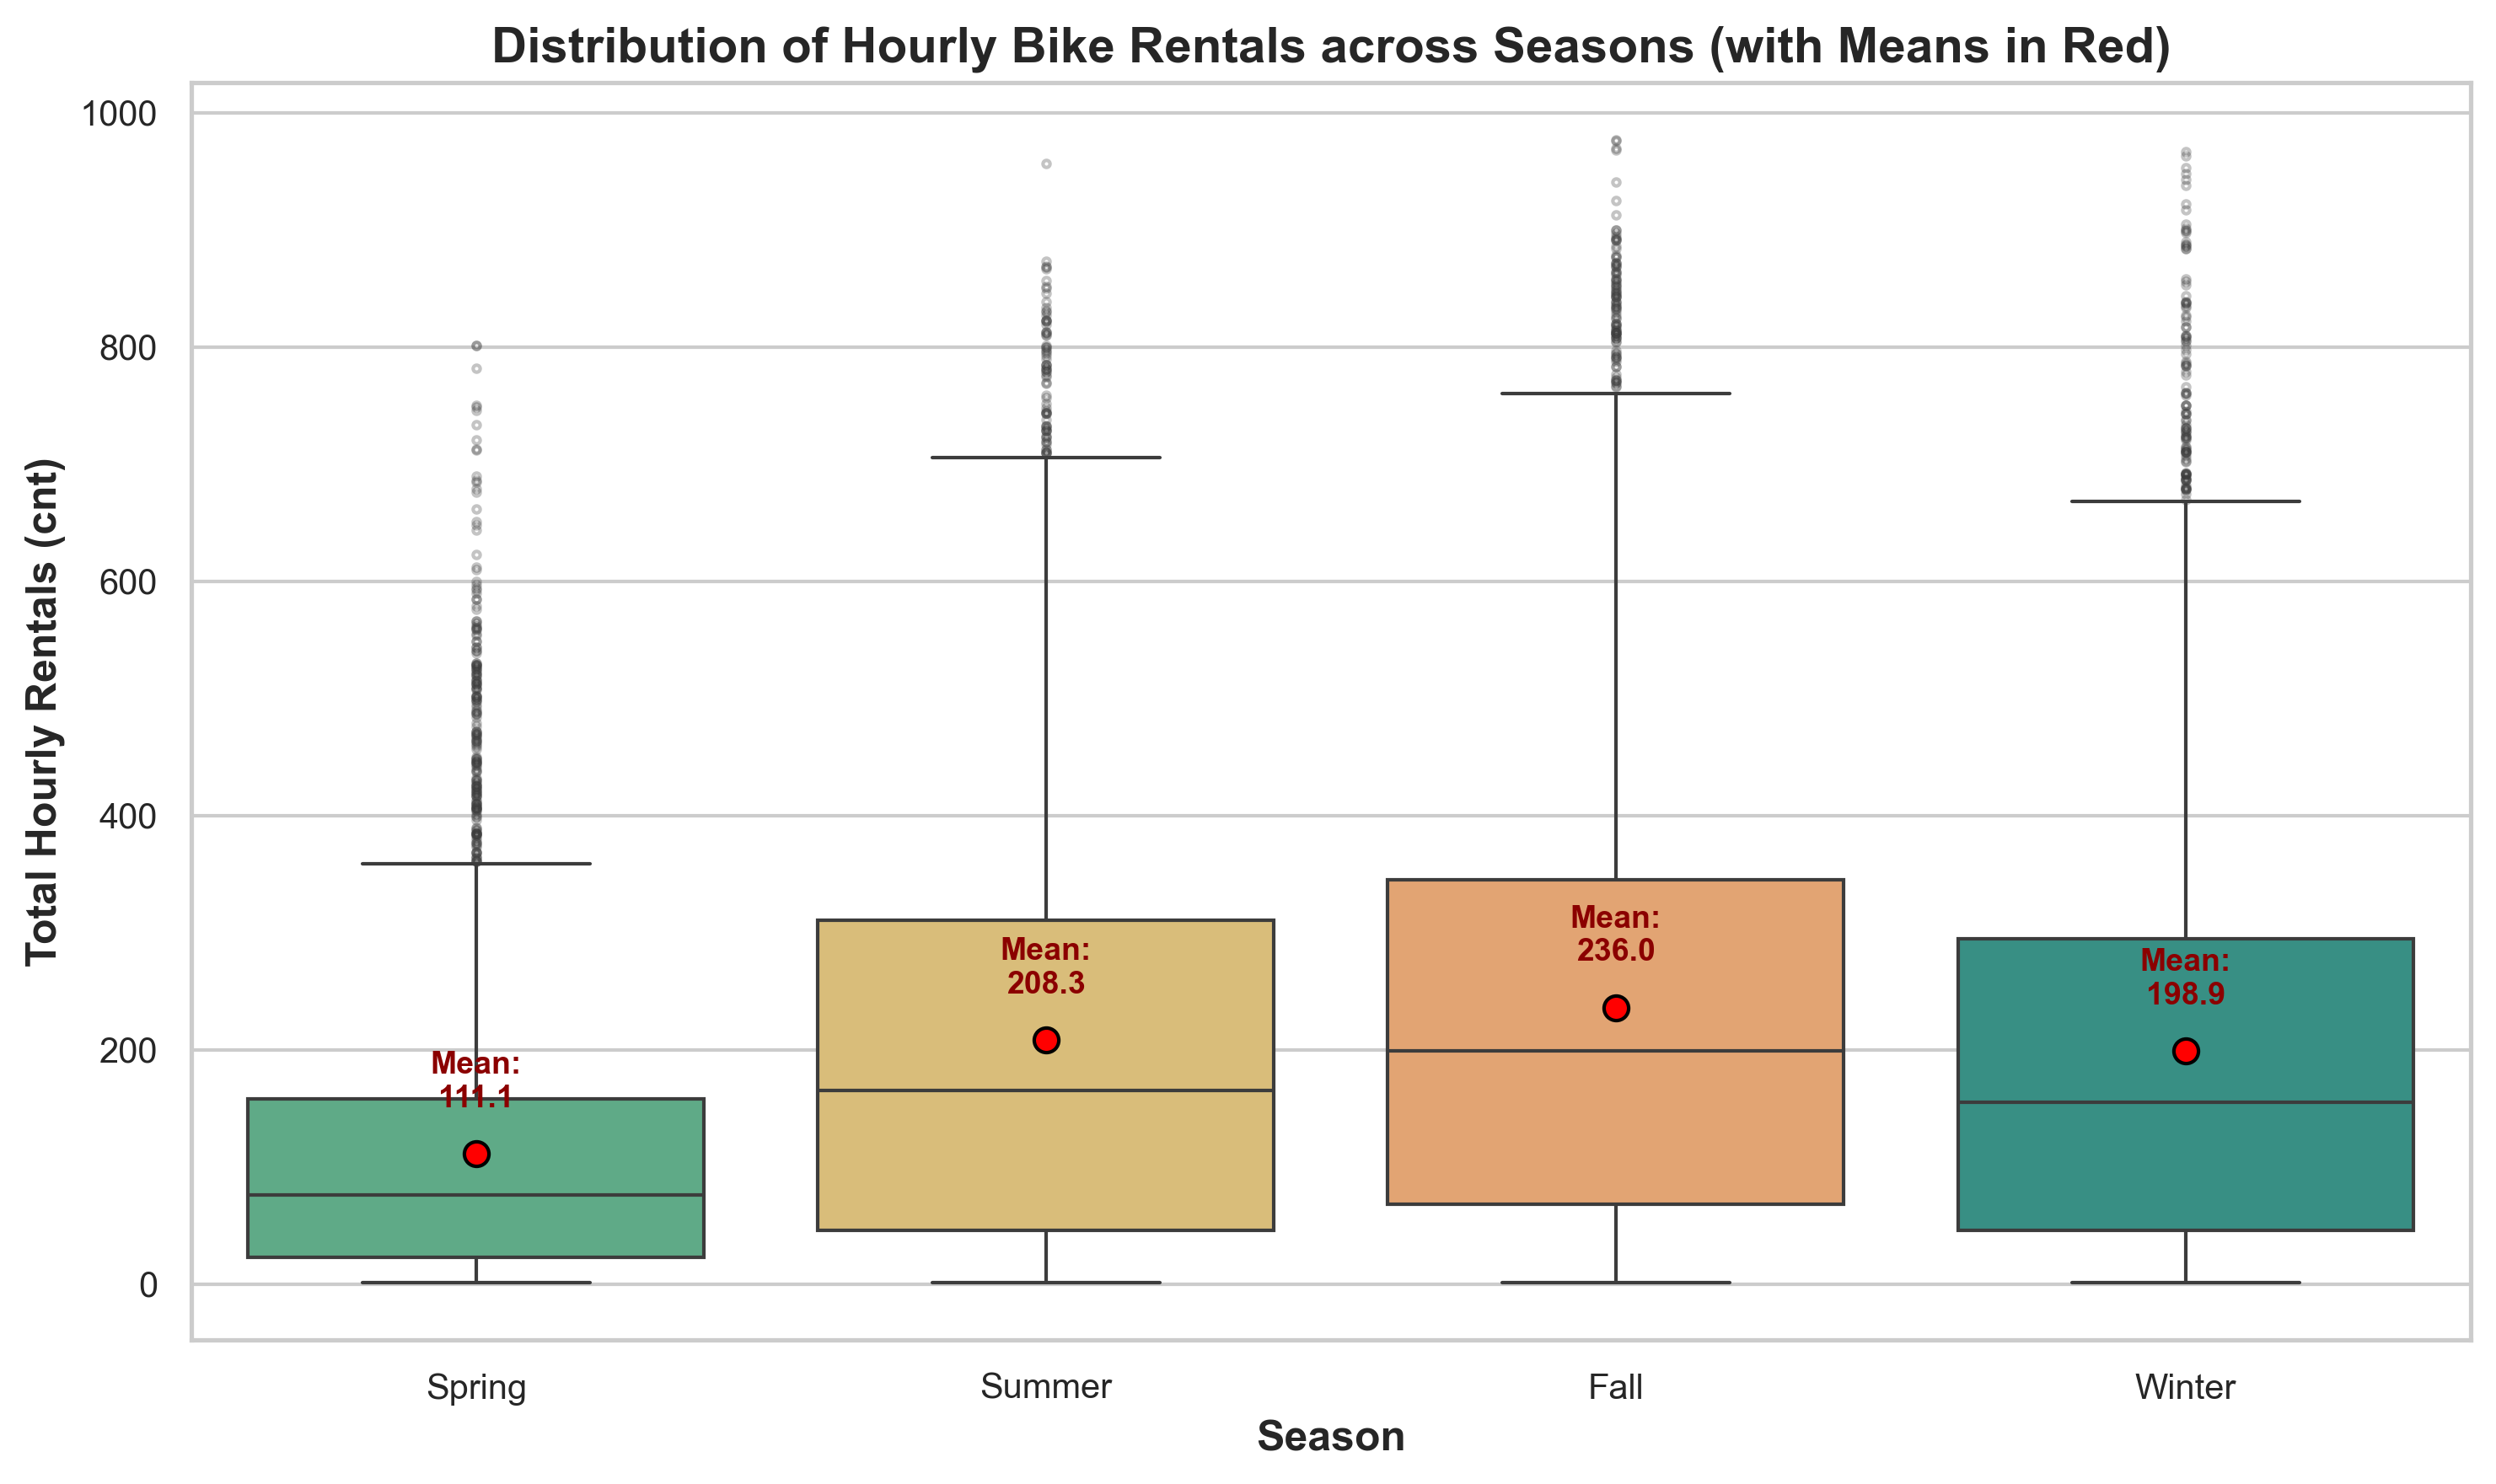 Distribution of Hourly Bike Rentals across Seasons (with Means in Red)
Total Hourly Rentals (cnt)
1000
800
600
400
200
0
Mean:
111.1
Mean:
208.3
Mean:
236.0
Mean:
198.9
Spring
Summer
Fall
Winter
Season